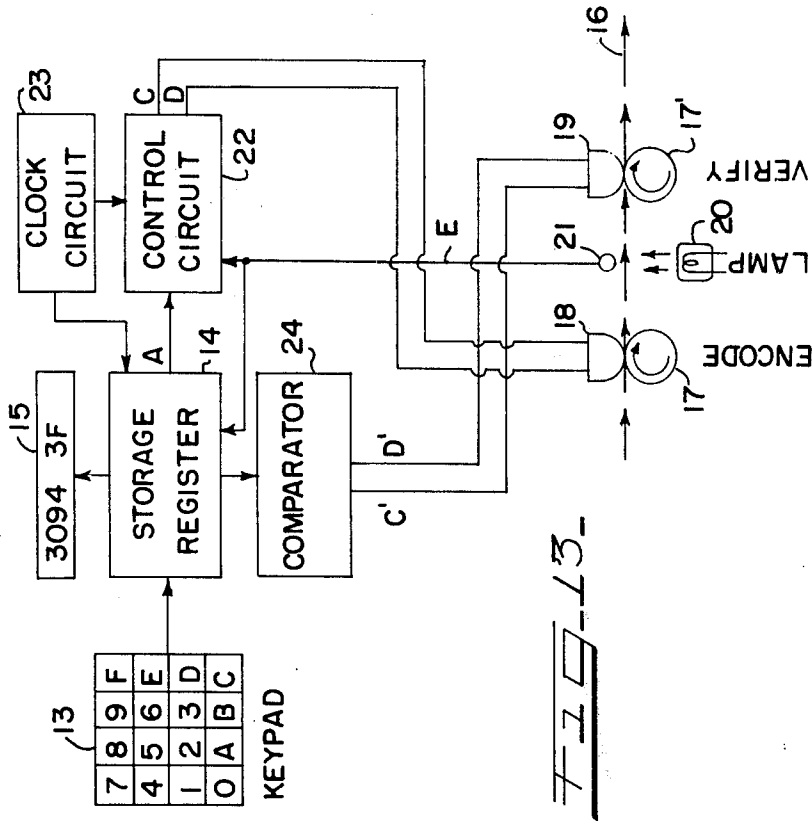 23
CLOCK
CIRCUIT
C
D
CONTROL
CIRCUIT
22
15
3094 3F
A
14
STORAGE
REGISTER
E
24
COMPARATOR
D'
C'
13
7 8 9 F
4 5 6 E
1 2 3 D
0 A B C
KEYPAD
16
19
17'
VERIFY
21
20
LAMP
18
17
ENCODE
FIG-13-